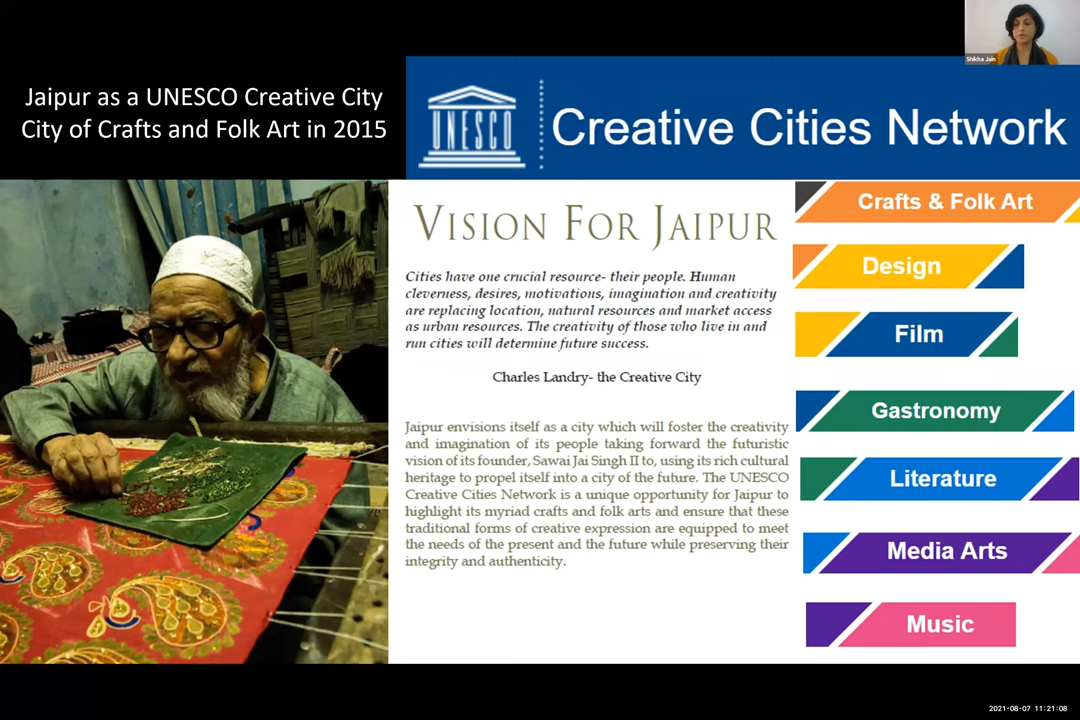 Shikha Jain
Jaipur as a UNESCO Creative City
City of Crafts and Folk Art in 2015
UNESCO
Creative Cities Network
VISION FOR JAIPUR
Cities have one crucial resource- their people. Human
cleverness, desires, motivations, imagination and creativity
are replacing location, natural resources and market access
as urban resources. The creativity of those who live in and
run cities will determine future success.
Charles Landry- the Creative City
Jaipur envisions itself as a city which will foster the creativity
and imagination of its people taking forward the futuristic
vision of its founder, Sawai Jai Singh II to, using its rich cultural
heritage to propel itself into a city of the future. The UNESCO
Creative Cities Network is a unique opportunity for Jaipur to
highlight its myriad crafts and folk arts and ensure that these
traditional forms of creative expression are equipped to meet
the needs of the present and the future while preserving their
integrity and authenticity.
Crafts & Folk Art
Design
Film
Gastronomy
Literature
Media Arts
Music
2021-08-07 11:21:08